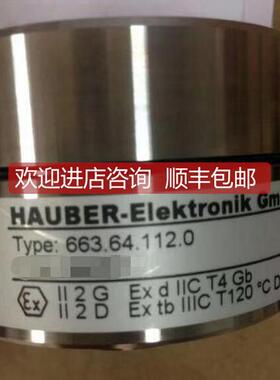 欢迎进店咨询 顺丰包邮
HAUBER-Elektronik Gm
Type: 663.64.112.0
Ex II 2 G Ex d IIC T4 Gb
II 2 D Ex tb IIIC T120 °C D